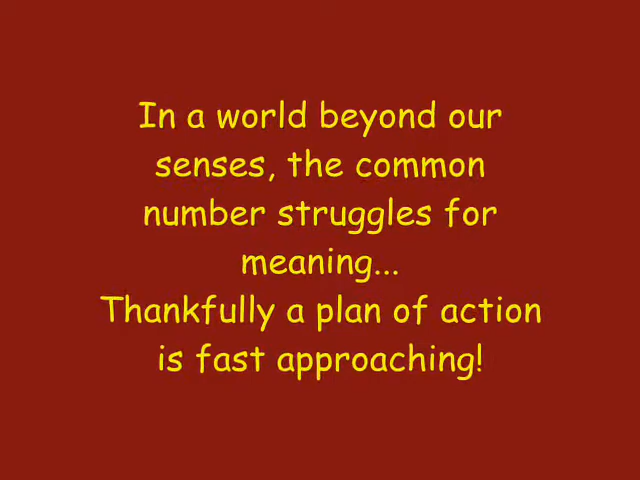 In a world beyond our
senses, the common
number struggles for
meaning...
Thankfully a plan of action
is fast approaching!